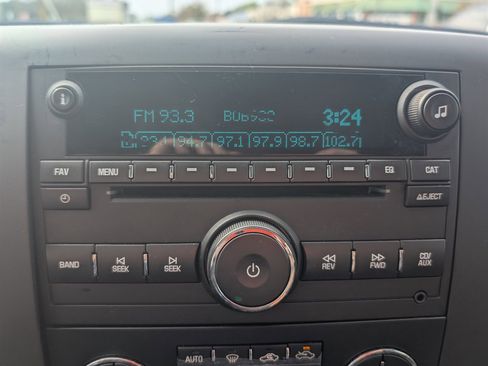 FM 93.3 3:24
94.7 97.1 97.9 98.7 102.7
FAV MENU EQ CAT
EJECT
BAND SEEK SEEK REV FWD CD/AUX
AUTO